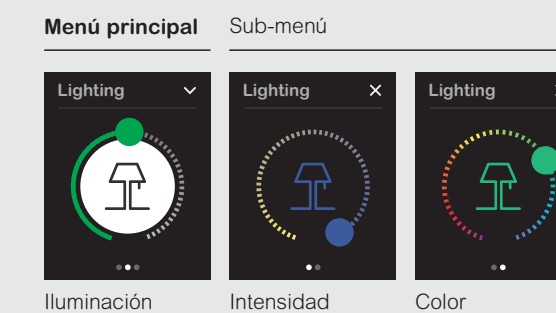 Menú principal
Sub-menú
Lighting
Lighting
Lighting
Iluminación
Intensidad
Color